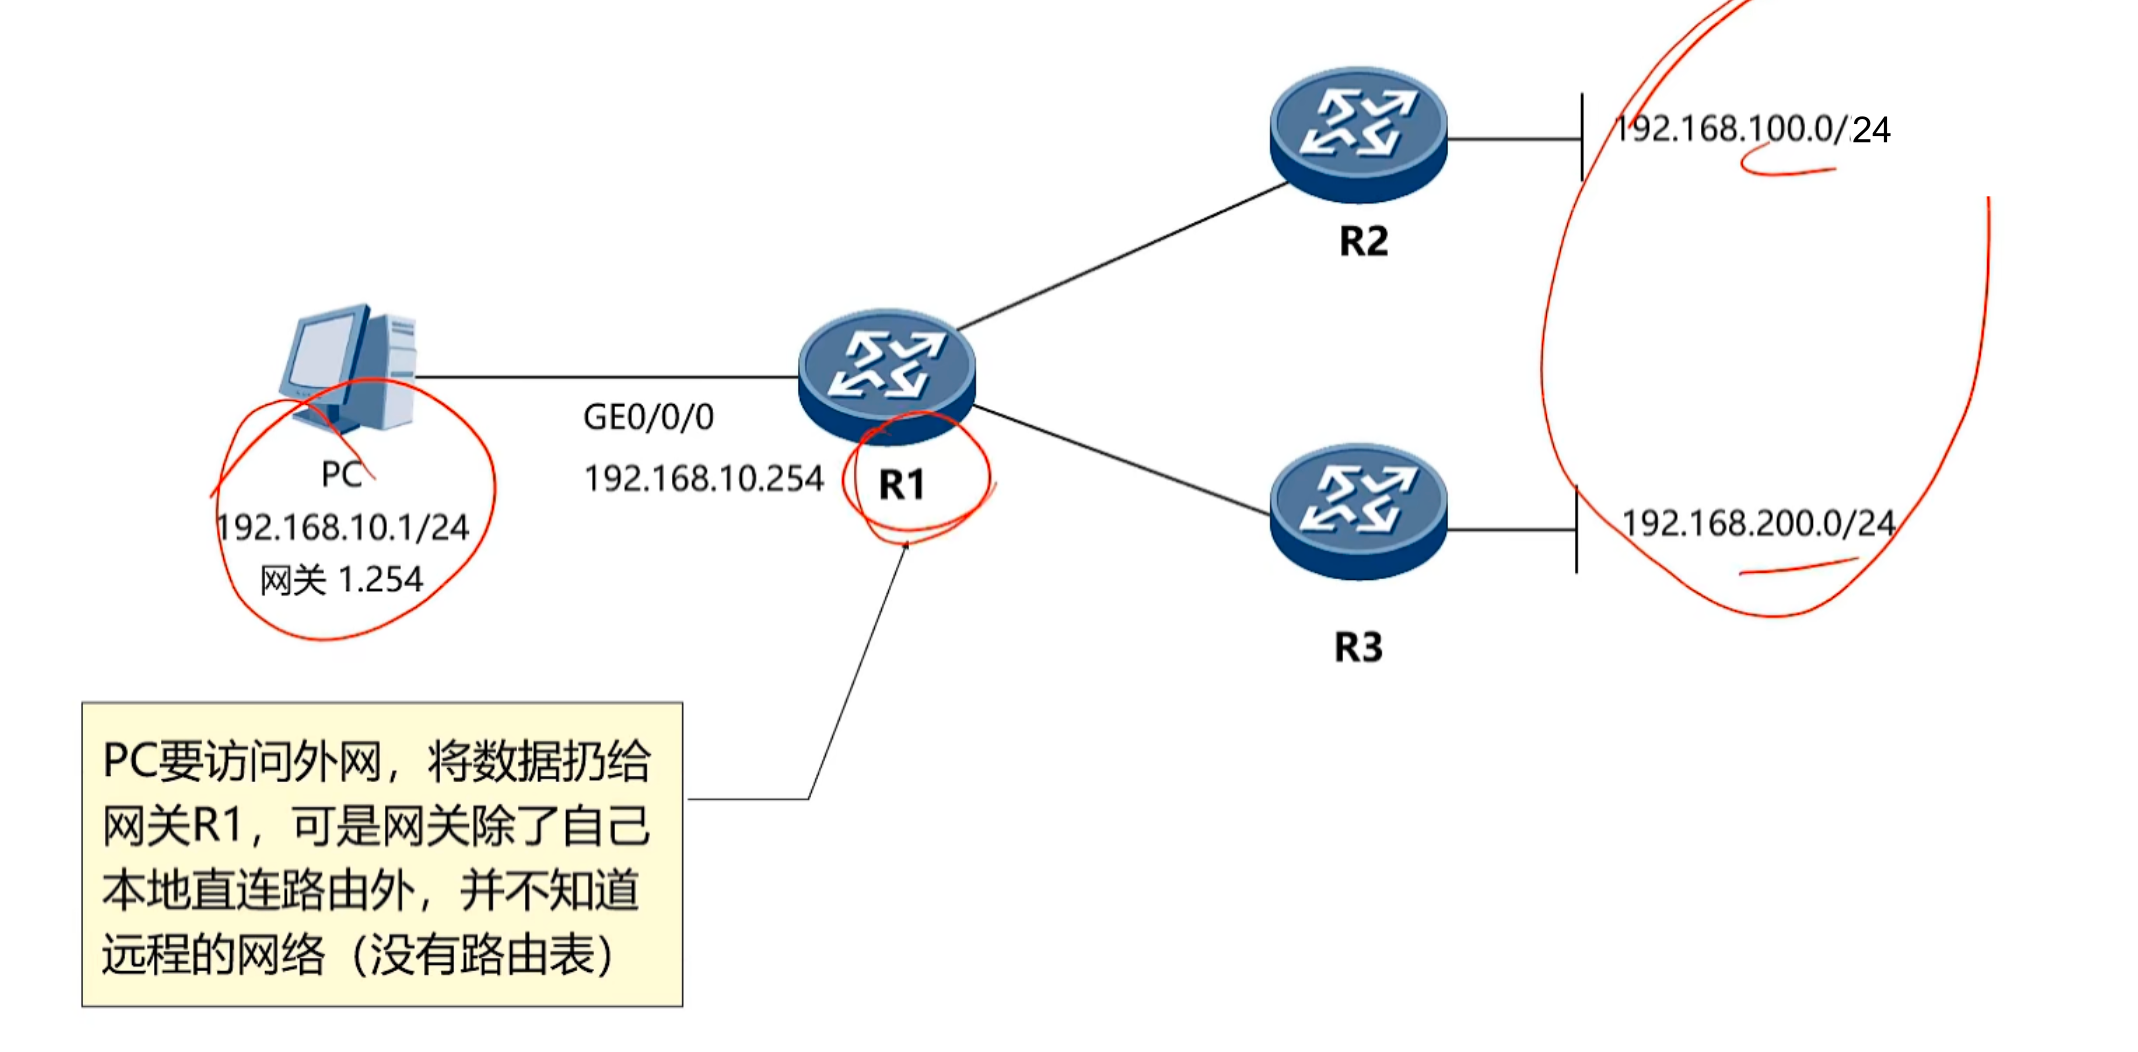 192.168.100.0/24
R2
GE0/0/0
192.168.10.254
R1
PC
192.168.10.1/24
网关 1.254
192.168.200.0/24
R3
PC要访问外网，将数据扔给
网关R1，可是网关除了自己
本地直连路由外，并不知道
远程的网络（没有路由表）